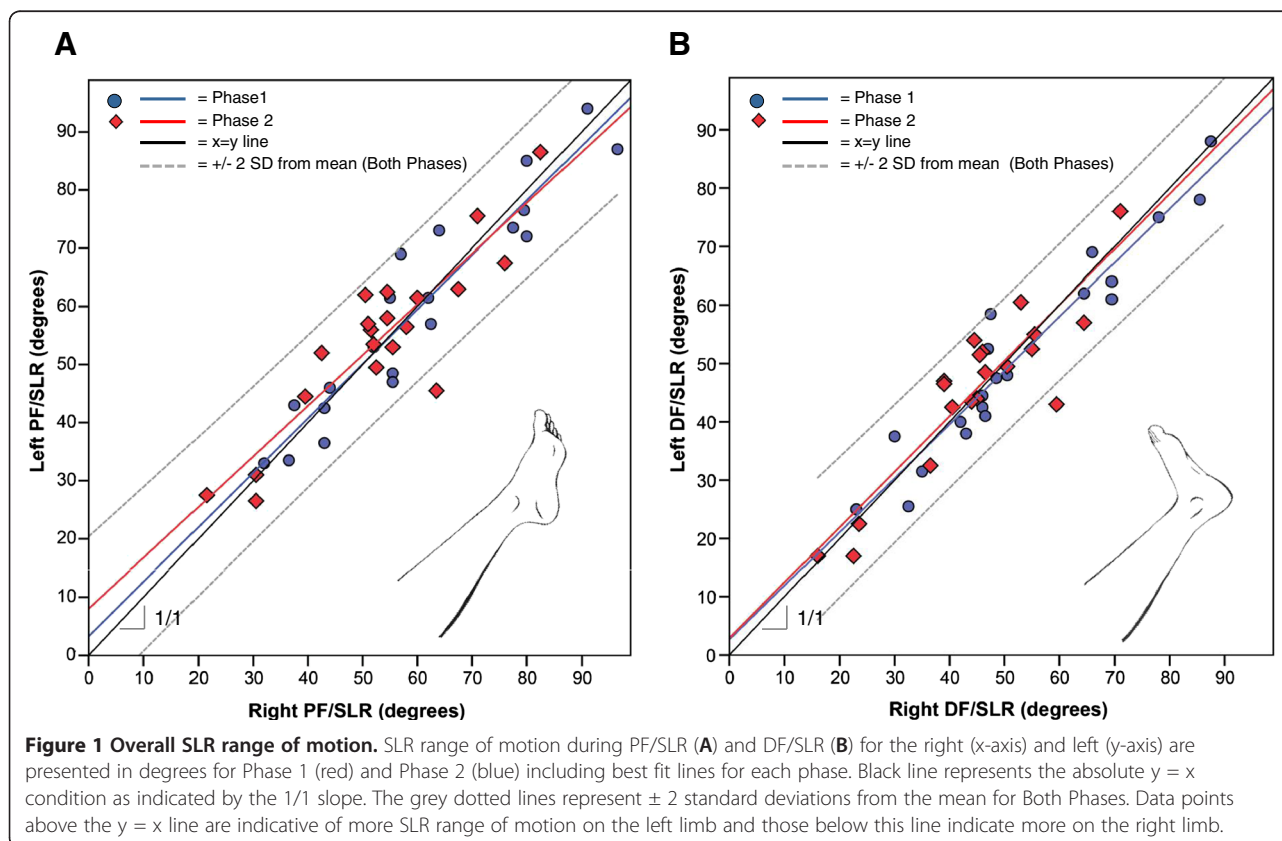 A
= Phase1
= Phase 2
= x=y line
= +/- 2 SD from mean (Both Phases)
Left PF/SLR (degrees)
90
80
70
60
50
40
30
20
10
0
1/1
0 10 20 30 40 50 60 70 80 90
Right PF/SLR (degrees)
B
= Phase 1
= Phase 2
= x=y line
= +/- 2 SD from mean (Both Phases)
Left DF/SLR (degrees)
90
80
70
60
50
40
30
20
10
0
1/1
0 10 20 30 40 50 60 70 80 90
Right DF/SLR (degrees)
Figure 1 Overall SLR range of motion. SLR range of motion during PF/SLR (A) and DF/SLR (B) for the right (x-axis) and left (y-axis) are
presented in degrees for Phase 1 (red) and Phase 2 (blue) including best fit lines for each phase. Black line represents the absolute y = x
condition as indicated by the 1/1 slope. The grey dotted lines represent ± 2 standard deviations from the mean for Both Phases. Data points
above the y = x line are indicative of more SLR range of motion on the left limb and those below this line indicate more on the right limb.